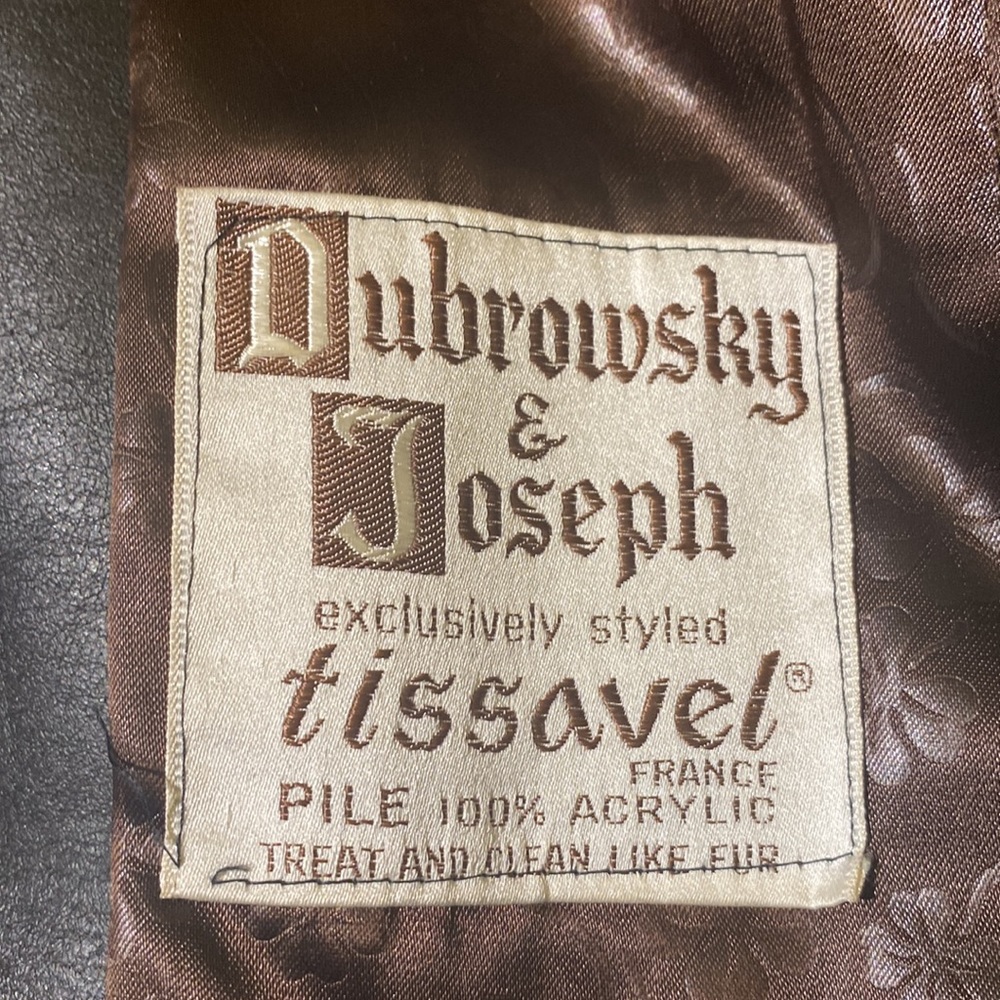 Dubrowsky
&
Joseph
exclusively styled
tissavel®
FRANCE
PILE 100% ACRYLIC
TREAT AND CLEAN LIKE FUR